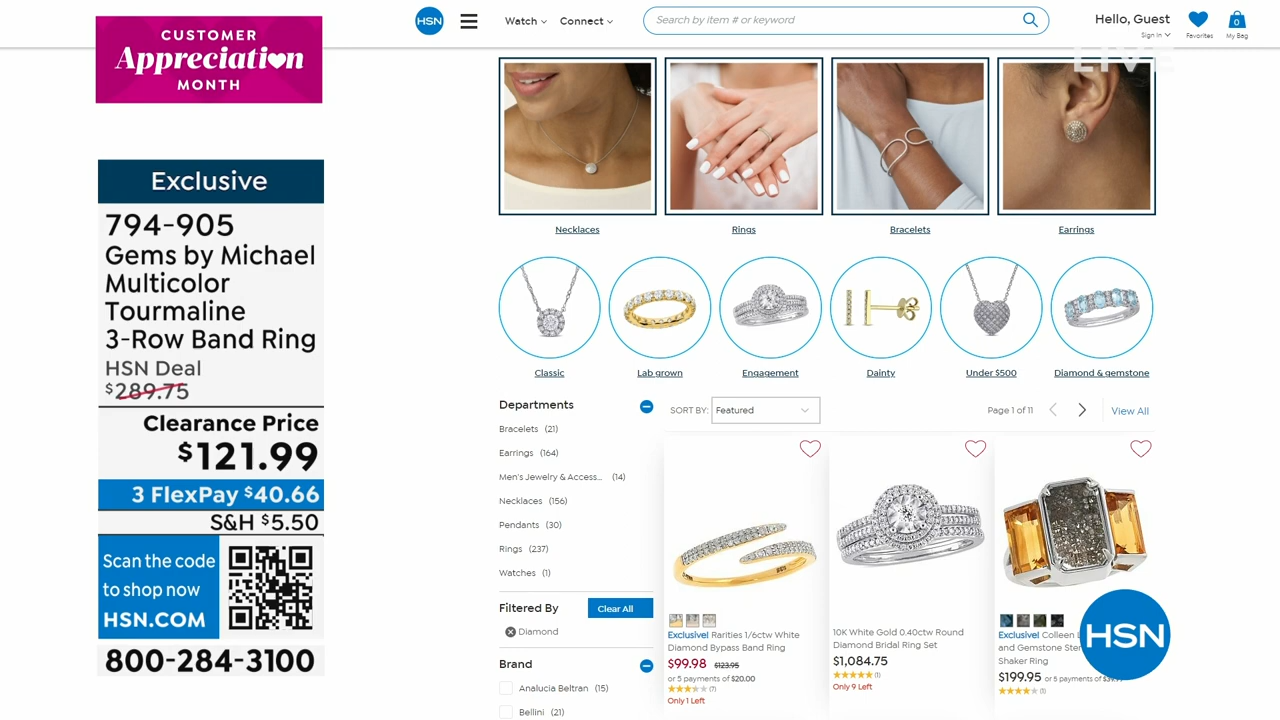 CUSTOMER
Appreciation
MONTH
HSN
Watch
Connect
Search by item # or keyword
Hello, Guest
Sign in
Favorites
0
My Bag
LIVE
Exclusive
794-905
Gems by Michael
Multicolor
Tourmaline
3-Row Band Ring
HSN Deal
$289.75
Clearance Price
$121.99
3 FlexPay $40.66
S&H $5.50
Scan the code
to shop now
HSN.COM
800-284-3100
Necklaces
Rings
Bracelets
Earrings
Classic
Lab grown
Engagement
Dainty
Under $500
Diamond & gemstone
Departments
Bracelets (21)
Earrings (164)
Men's Jewelry & Access... (14)
Necklaces (156)
Pendants (30)
Rings (237)
Watches (1)
Filtered By
Clear All
Diamond
Brand
Analucia Beltran (15)
Bellini (21)
SORT BY: Featured
Page 1 of 11
View All
Exclusive! Rarities 1/6ctw White
Diamond Bypass Band Ring
$99.98 $123.95
or 5 payments of $20.00
(7)
Only 1 Left
10K White Gold 0.40ctw Round
Diamond Bridal Ring Set
$1,084.75
(1)
Only 9 Left
Exclusive! Colleen
and Gemstone Ster
Shaker Ring
$199.95 or 5 payments of
(1)
HSN